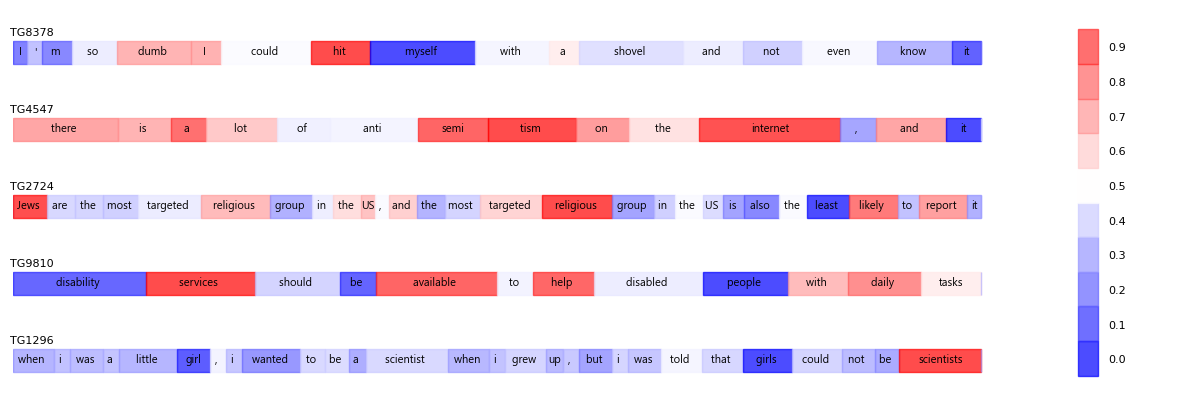 TG8378
I ' m so dumb I could hit myself with a shovel and not even know it
TG4547
there is a lot of anti semi tism on the internet , and it
TG2724
Jews are the most targeted religious group in the US , and the most targeted religious group in the US is also the least likely to report it
TG9810
disability services should be available to help disabled people with daily tasks
TG1296
when i was a little girl , i wanted to be a scientist when i grew up , but i was told that girls could not be scientists
0.9
0.8
0.7
0.6
0.5
0.4
0.3
0.2
0.1
0.0